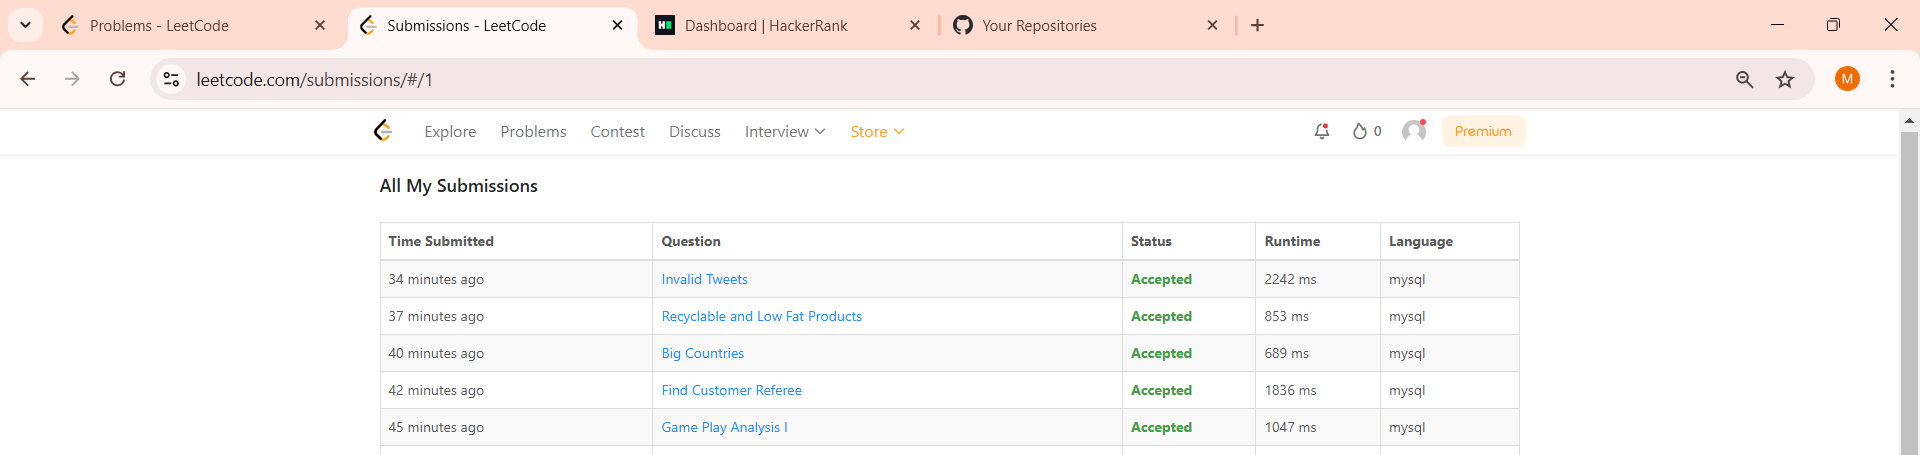 Problems - LeetCode Submissions - LeetCode Dashboard | HackerRank Your Repositories
leetcode.com/submissions/#/1 M
Explore Problems Contest Discuss Interview Store 0 Premium
All My Submissions
Time Submitted Question Status Runtime Language
34 minutes ago Invalid Tweets Accepted 2242 ms mysql
37 minutes ago Recyclable and Low Fat Products Accepted 853 ms mysql
40 minutes ago Big Countries Accepted 689 ms mysql
42 minutes ago Find Customer Referee Accepted 1836 ms mysql
45 minutes ago Game Play Analysis I Accepted 1047 ms mysql